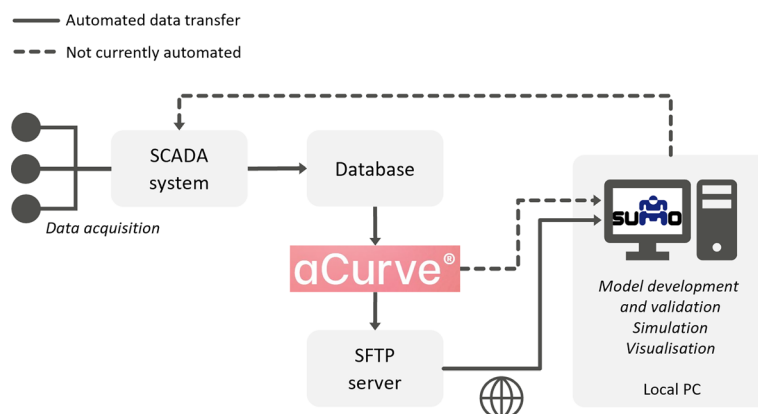 Automated data transfer
Not currently automated
SCADA
system
Database
Data acquisition
aCurve®
SUMO
Model development
and validation
Simulation
Visualisation
SFTP
server
Local PC